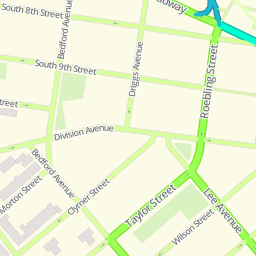 South 8th Street
Bedford Avenue
South 9th Street
Driggs Avenue
Roebling Street
Street
Division Avenue
Bedford Avenue
Morton Street
Clymer Street
Taylor Street
Lee Avenue
Wilson Street